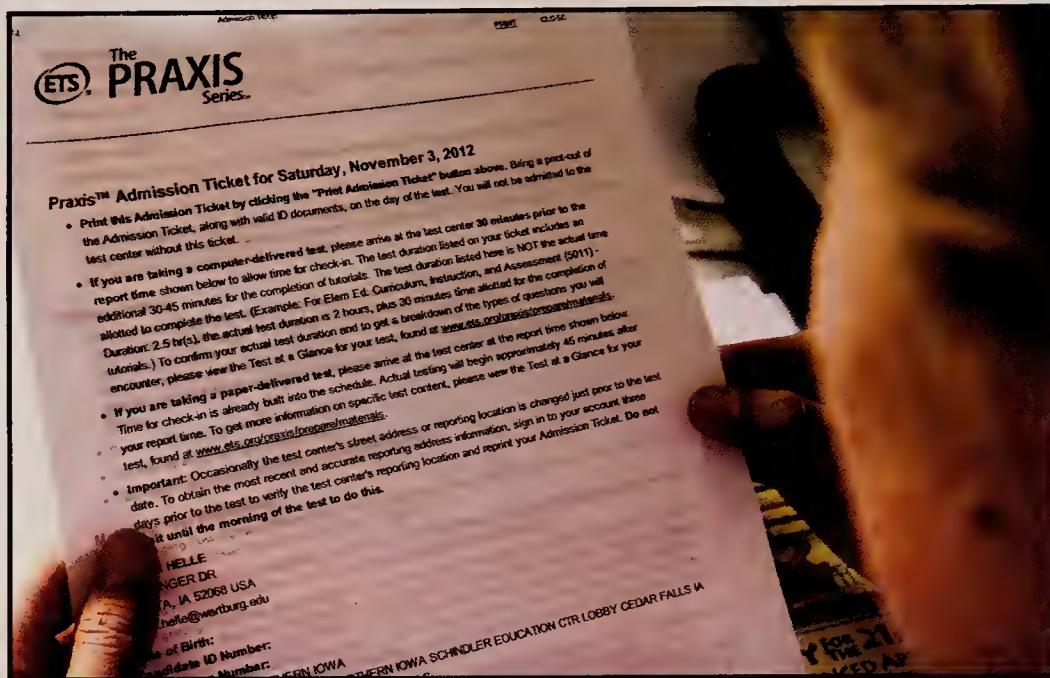 Admission Ticket
PRINT CLOSE
ETS
The
PRAXIS
Series™
Praxis™ Admission Ticket for Saturday, November 3, 2012
• Print this Admission Ticket by clicking the "Print Admission Ticket" button above. Bring a print-out of
the Admission Ticket, along with valid ID documents, on the day of the test. You will not be admitted to the
test center without this ticket.
• If you are taking a computer-delivered test, please arrive at the test center 30 minutes prior to the
report time shown below to allow time for check-in. The test duration listed on your ticket includes an
additional 30-45 minutes for the completion of tutorials. The test duration listed here is NOT the actual time
allotted to complete the test. (Example: For Elem Ed: Curriculum, Instruction, and Assessment (5011) -
Duration: 2.5 hr(s), the actual test duration is 2 hours, plus 30 minutes time allotted for the completion of
tutorials.) To confirm your actual test duration and to get a breakdown of the types of questions you will
encounter, please view the Test at a Glance for your test, found at www.ets.org/praxis/prepare/materials.
• If you are taking a paper-delivered test, please arrive at the test center at the report time shown below.
Time for check-in is already built into the schedule. Actual testing will begin approximately 45 minutes after
your report time. To get more information on specific test content, please view the Test at a Glance for your
test, found at www.ets.org/praxis/prepare/materials.
• Important: Occasionally the test center's street address or reporting location is changed just prior to the test
date. To obtain the most recent and accurate reporting address information, sign in to your account three
days prior to the test to verify the test center's reporting location and reprint your Admission Ticket. Do not
it until the morning of the test to do this.
HELLE
NGER DR
TA, IA 52068 USA
.helle@wartburg.edu
of Birth:
Candidate ID Number:
Number:
HERN IOWA
THERN IOWA SCHINDLER EDUCATION CTR LOBBY CEDAR FALLS IA
FOR 21
THE